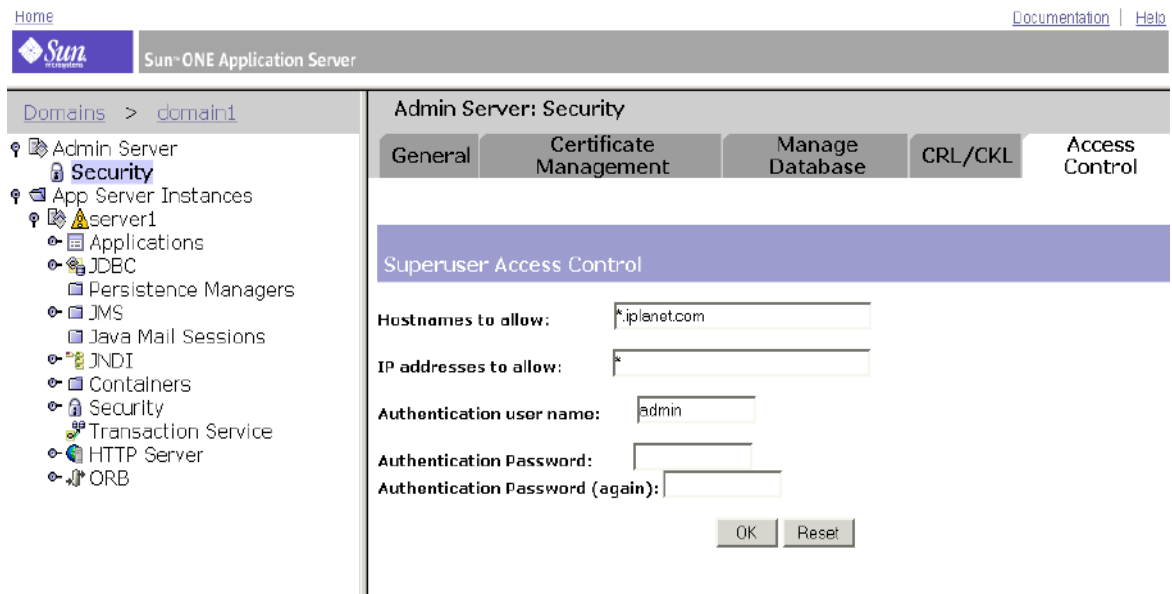 Home
Documentation | Help
Sun
microsystems
Sun™ ONE Application Server
Domains > domain1
Admin Server
Security
App Server Instances
server1
Applications
JDBC
Persistence Managers
JMS
Java Mail Sessions
JNDI
Containers
Security
Transaction Service
HTTP Server
ORB
Admin Server: Security
General
Certificate Management
Manage Database
CRL/CKL
Access Control
Superuser Access Control
Hostnames to allow: *.iplanet.com
IP addresses to allow: *
Authentication user name: admin
Authentication Password:
Authentication Password (again):
OK Reset